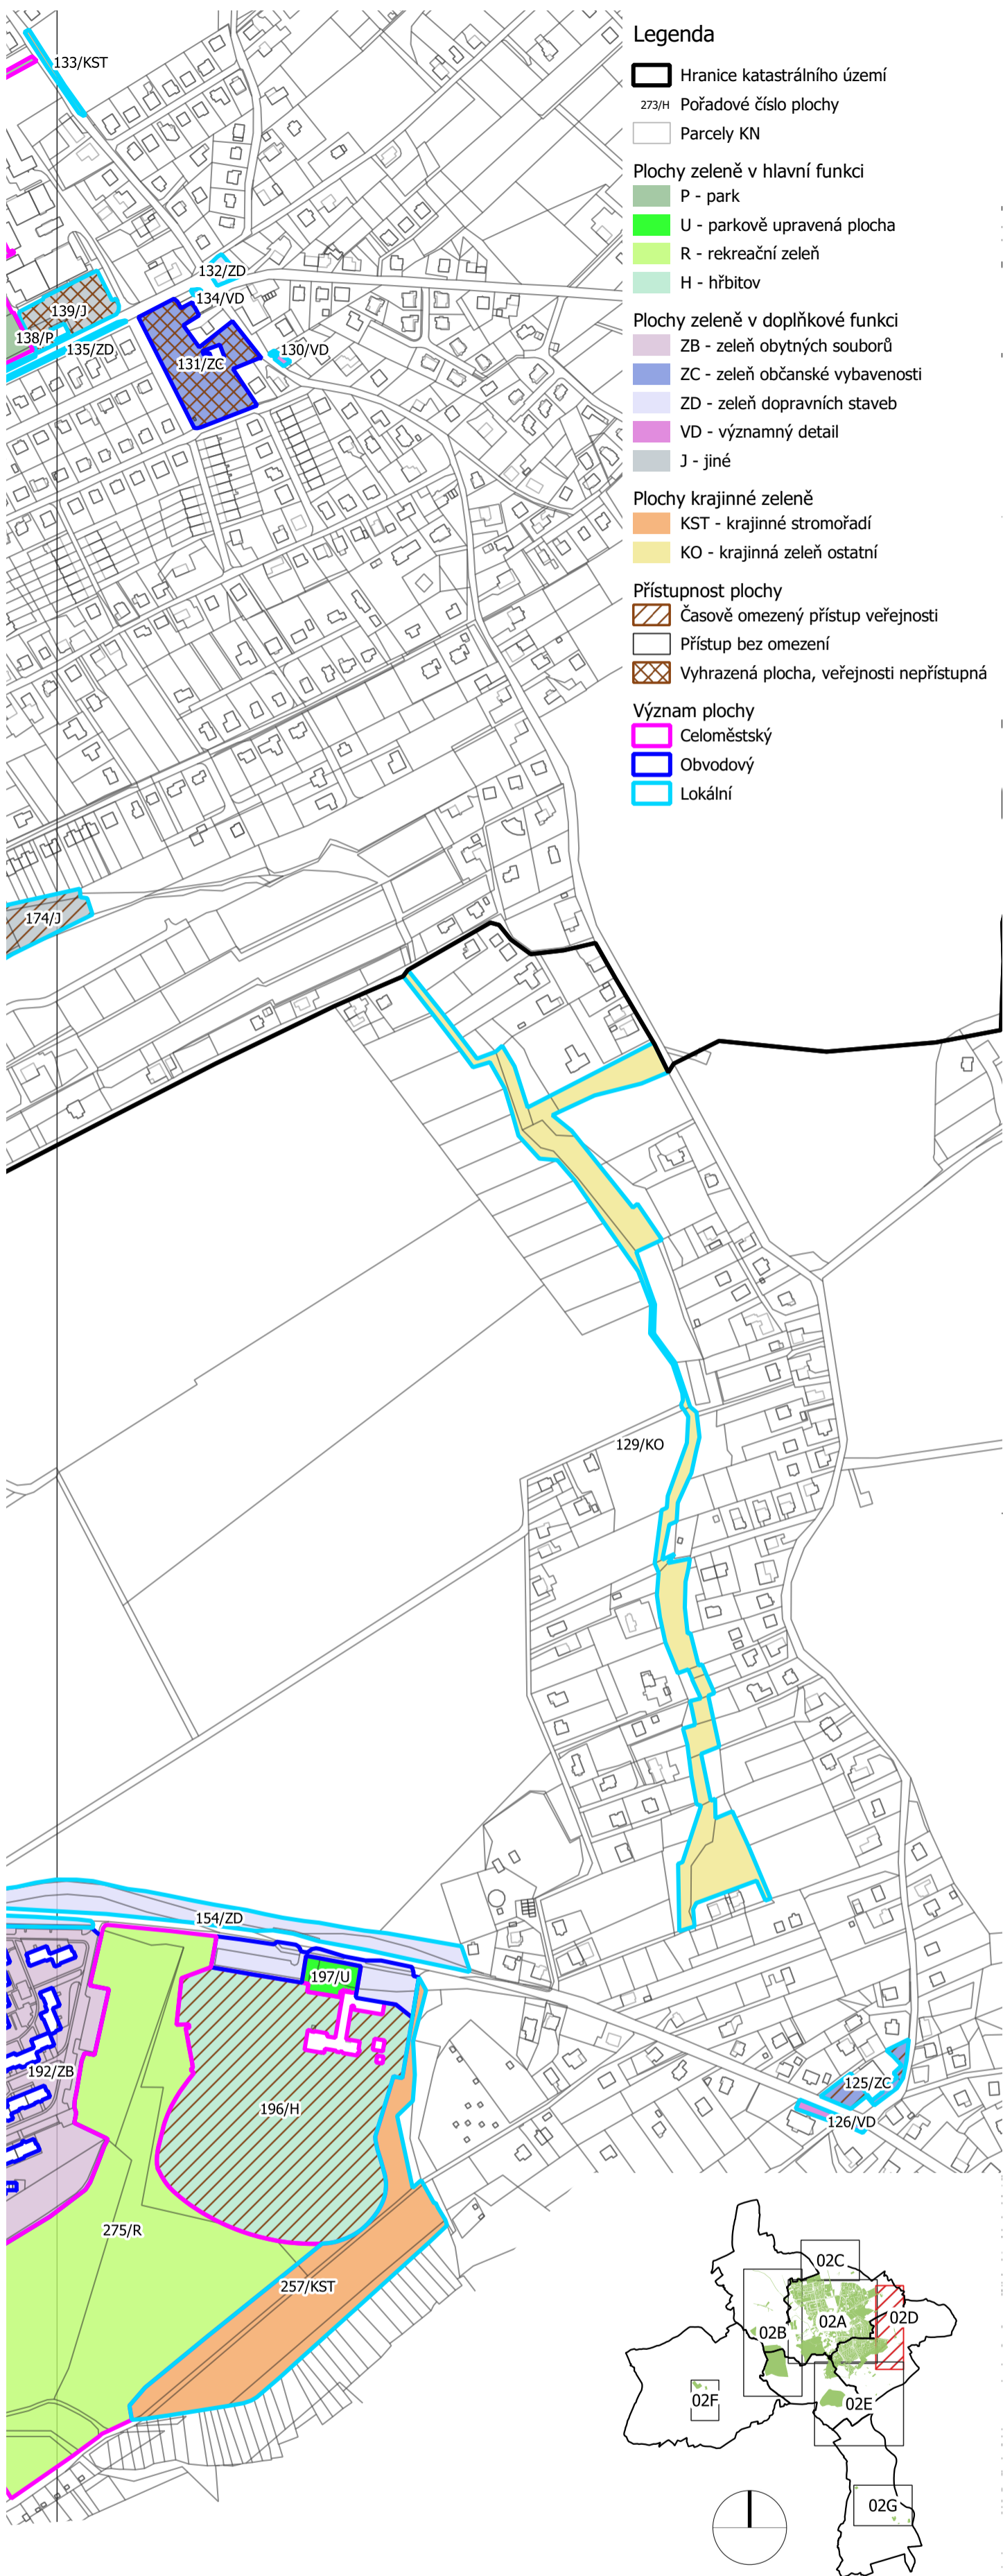 Legenda
Hranice katastrálního území
273/H Pořadové číslo plochy
Parcely KN
Plochy zeleně v hlavní funkci
P - park
U - parkově upravená plocha
R - rekreační zeleň
H - hřbitov
Plochy zeleně v doplňkové funkci
ZB - zeleň obytných souborů
ZC - zeleň občanské vybavenosti
ZD - zeleň dopravních staveb
VD - významný detail
J - jiné
Plochy krajinné zeleně
KST - krajinné stromořadí
KO - krajinná zeleň ostatní
Přístupnost plochy
Časově omezený přístup veřejnosti
Přístup bez omezení
Vyhrazená plocha, veřejnosti nepřístupná
Význam plochy
Celoměstský
Obvodový
Lokální
133/KST
132/ZD
134/VD
139/J
138/P
135/ZD
130/VD
131/ZC
174/J
129/KO
154/ZD
197/U
192/ZB
125/ZC
196/H
126/VD
275/R
257/KST
02C
02D
02A
02B
02F
02E
02G